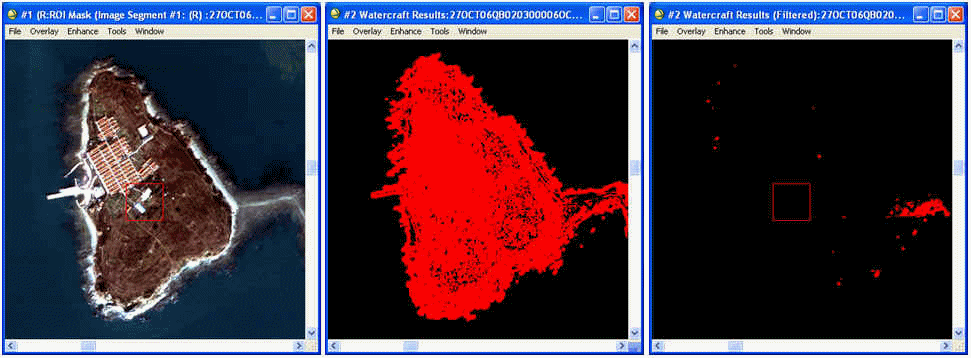 #1 (R:ROI Mask (Image Segment #1: (R) :27OCT06...
File Overlay Enhance Tools Window
#2 Watercraft Results:27OCT06QB020300006OC...
File Overlay Enhance Tools Window
#2 Watercraft Results (Filtered):27OCT06QB020...
File Overlay Enhance Tools Window